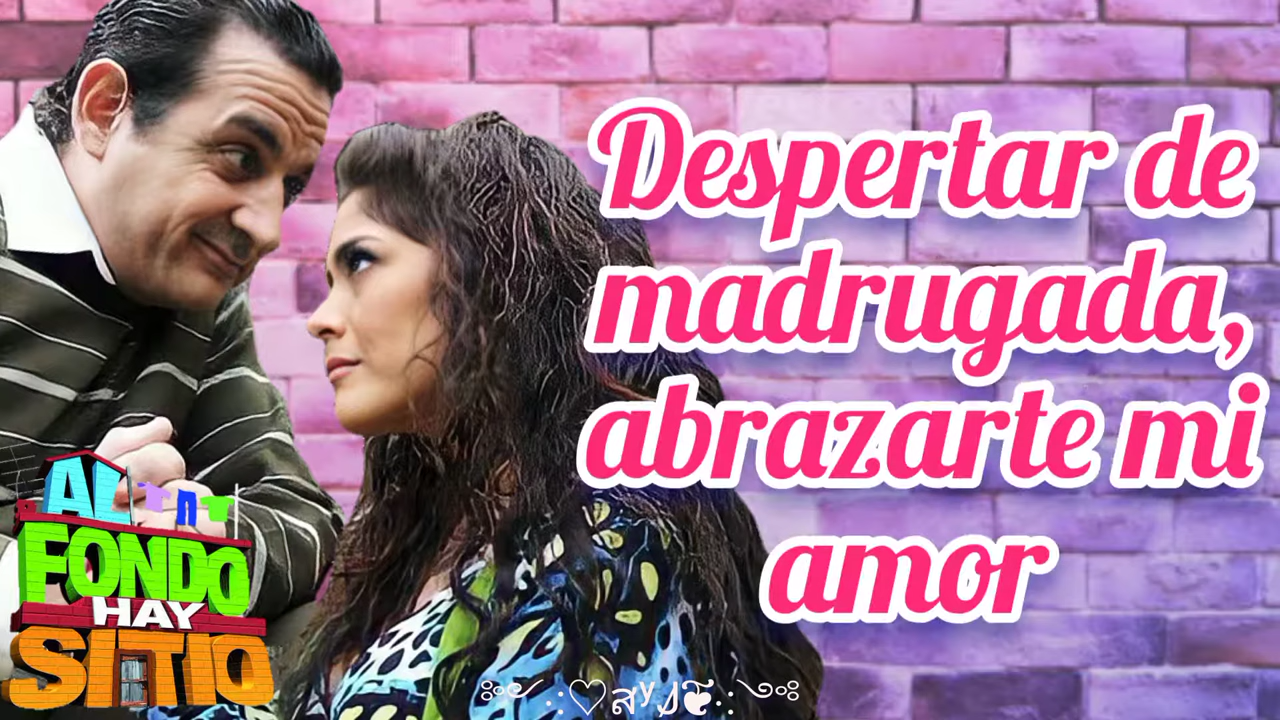 Despertar de
madrugada,
abrazarte mi
amor
AL
FONDO
HAY
SITIO